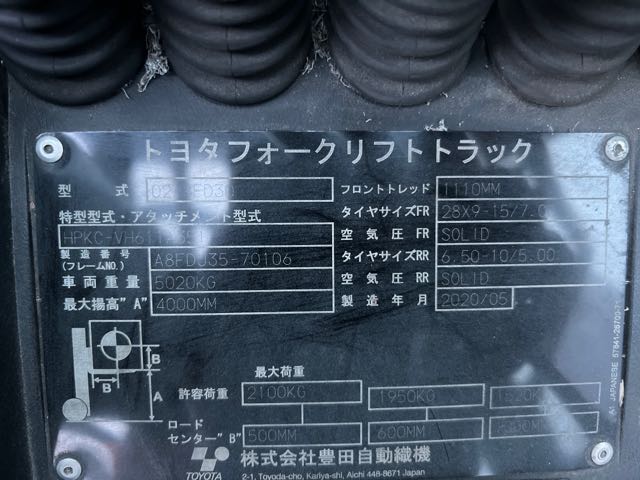 トヨタフォークリフトトラック
型 式
フロントトレッド 1110MM
特型型式・アタッチメント型式
タイヤサイズFR 28X9-15/7.0
空気圧FR SOLID
製造番号
(フレームNO.) A8FDJ35-70106
タイヤサイズRR 6.50-10/5.00
車両重量 5020KG
空気圧RR SOLID
最大揚高"A" 4000MM
製造年月 2020/05
B
B
A
最大荷重
許容荷重 2100KG 1950KG
ロード
センター"B" 500MM 600MM
TOYOTA
株式会社豊田自動織機
2-1, Toyoda-cho, Kariya-shi, Aichi 448-8671 Japan